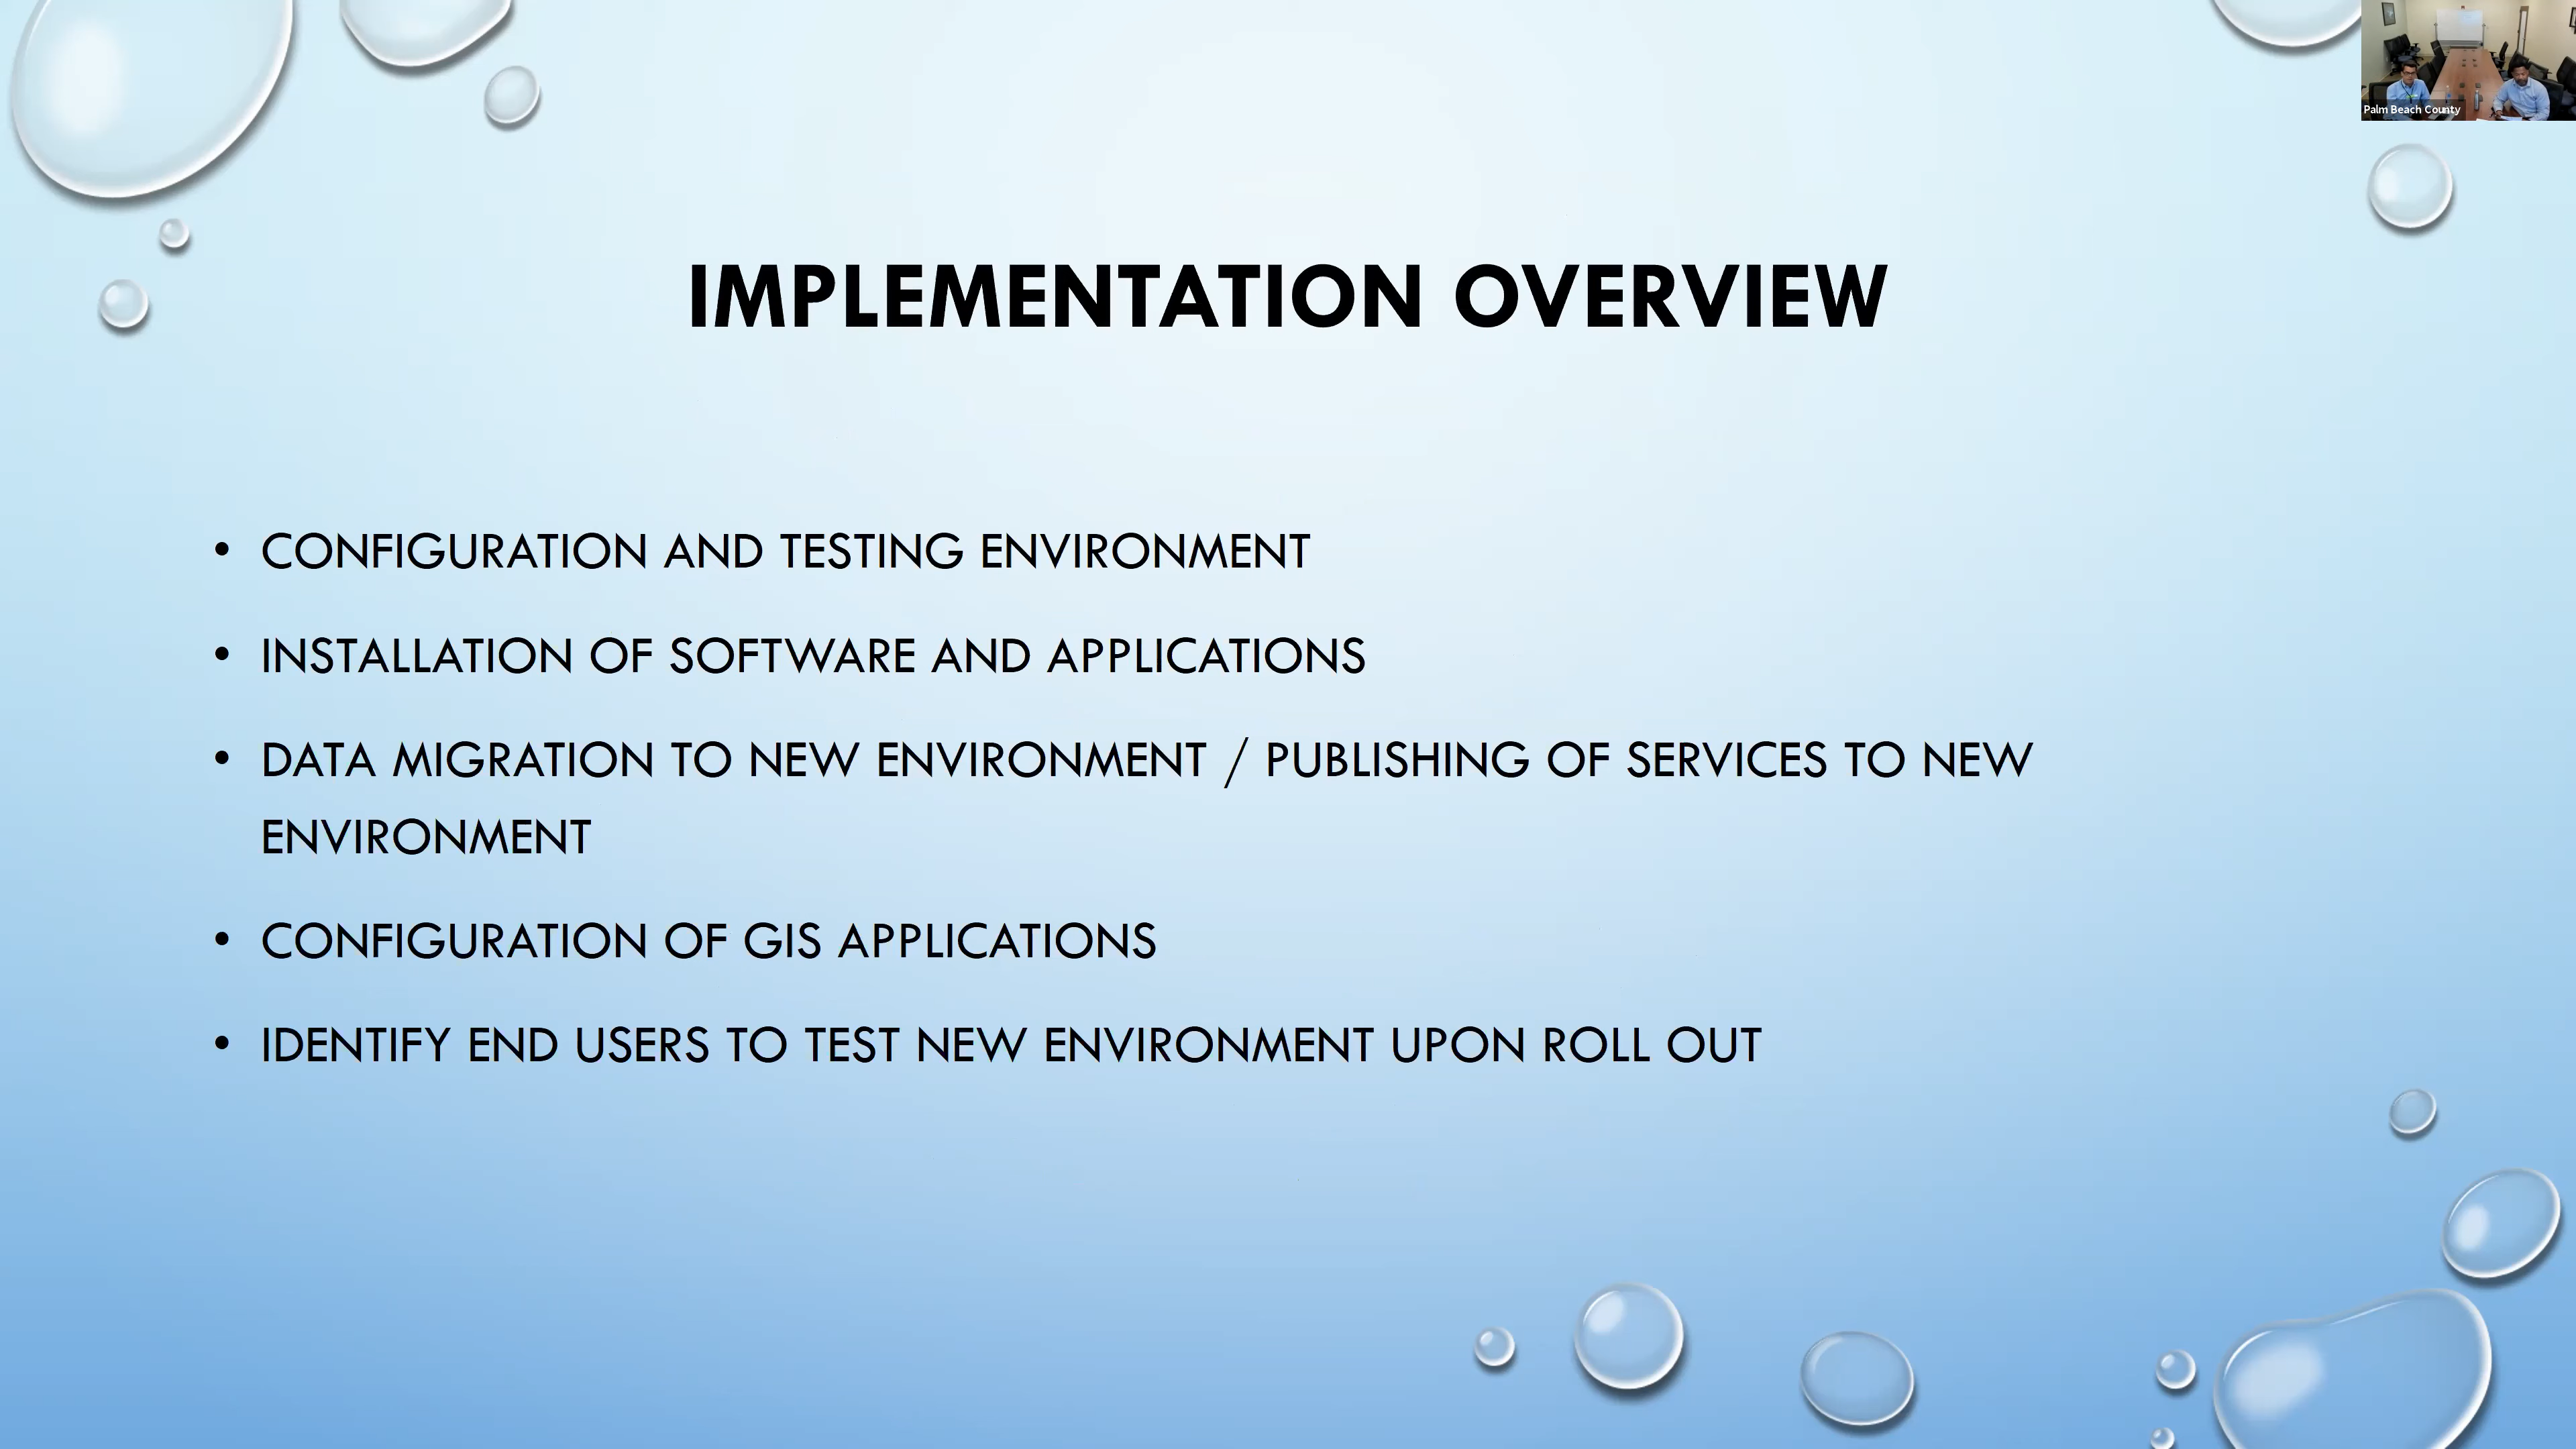 Palm Beach County
IMPLEMENTATION OVERVIEW
• CONFIGURATION AND TESTING ENVIRONMENT
• INSTALLATION OF SOFTWARE AND APPLICATIONS
• DATA MIGRATION TO NEW ENVIRONMENT / PUBLISHING OF SERVICES TO NEW
ENVIRONMENT
• CONFIGURATION OF GIS APPLICATIONS
• IDENTIFY END USERS TO TEST NEW ENVIRONMENT UPON ROLL OUT